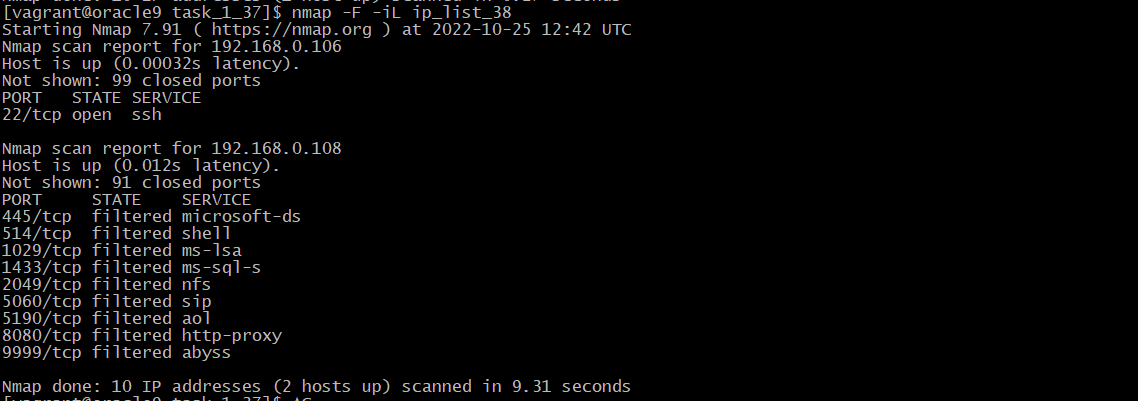 [vagrant@oracle9 task_1_37]$ nmap -F -iL ip_list_38
Starting Nmap 7.91 ( https://nmap.org ) at 2022-10-25 12:42 UTC
Nmap scan report for 192.168.0.106
Host is up (0.00032s latency).
Not shown: 99 closed ports
PORT   STATE SERVICE
22/tcp open  ssh

Nmap scan report for 192.168.0.108
Host is up (0.012s latency).
Not shown: 91 closed ports
PORT     STATE    SERVICE
445/tcp  filtered microsoft-ds
514/tcp  filtered shell
1029/tcp filtered ms-lsa
1433/tcp filtered ms-sql-s
2049/tcp filtered nfs
5060/tcp filtered sip
5190/tcp filtered aol
8080/tcp filtered http-proxy
9999/tcp filtered abyss

Nmap done: 10 IP addresses (2 hosts up) scanned in 9.31 seconds